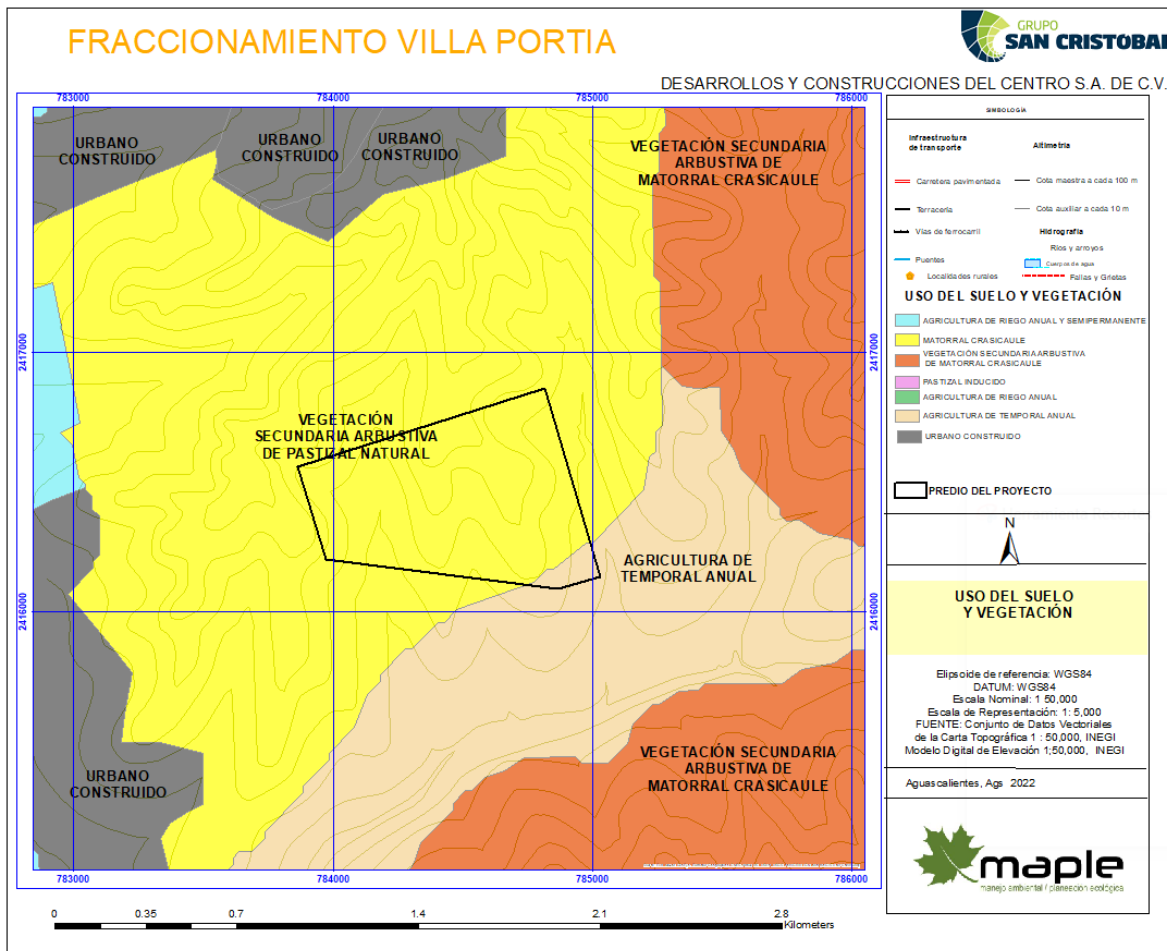 FRACCIONAMIENTO VILLA PORTIA
GRUPO
SAN CRISTOBAL
DESARROLLOS Y CONSTRUCCIONES DEL CENTRO S.A. DE C.V.
783000
784000
785000
786000
2417000
2416000
URBANO
CONSTRUIDO
URBANO
CONSTRUIDO
URBANO
CONSTRUIDO
VEGETACIÓN SECUNDARIA
ARBUSTIVA DE
MATORRAL CRASICAULE
VEGETACIÓN
SECUNDARIA ARBUSTIVA
DE PASTIZAL NATURAL
AGRICULTURA DE
TEMPORAL ANUAL
URBANO
CONSTRUIDO
VEGETACIÓN SECUNDARIA
ARBUSTIVA DE
MATORRAL CRASICAULE
2417000
2416000
783000
784000
785000
786000
0
0.35
0.7
1.4
2.1
2.8
Kilometers
SIMBOLOGÍA
Infraestructura
de transporte
Altimetría
Carretera pavimentada
Cota maestra a cada 100 m
Terracería
Cota auxiliar a cada 10 m
Vías de ferrocarril
Hidrografía
Ríos y arroyos
Puentes
Cuerpos de agua
Localidades rurales
Fallas y Grietas
USO DEL SUELO Y VEGETACIÓN
AGRICULTURA DE RIEGO ANUAL Y SEMIPERMANENTE
MATORRAL CRASICAULE
VEGETACIÓN SECUNDARIA ARBUSTIVA
DE MATORRAL CRASICAULE
PASTIZAL INDUCIDO
AGRICULTURA DE RIEGO ANUAL
AGRICULTURA DE TEMPORAL ANUAL
URBANO CONSTRUIDO
PREDIO DEL PROYECTO
N
USO DEL SUELO
Y VEGETACIÓN
Elipsoide de referencia: WGS84
DATUM: WGS84
Escala Nominal: 1 50,000
Escala de Representación: 1: 5,000
FUENTE: Conjunto de Datos Vectoriales
de la Carta Topográfica 1 : 50,000, INEGI
Modelo Digital de Elevación 1;50,000, INEGI
Aguascalientes, Ags 2022
maple
manejo ambiental / planeación ecológica